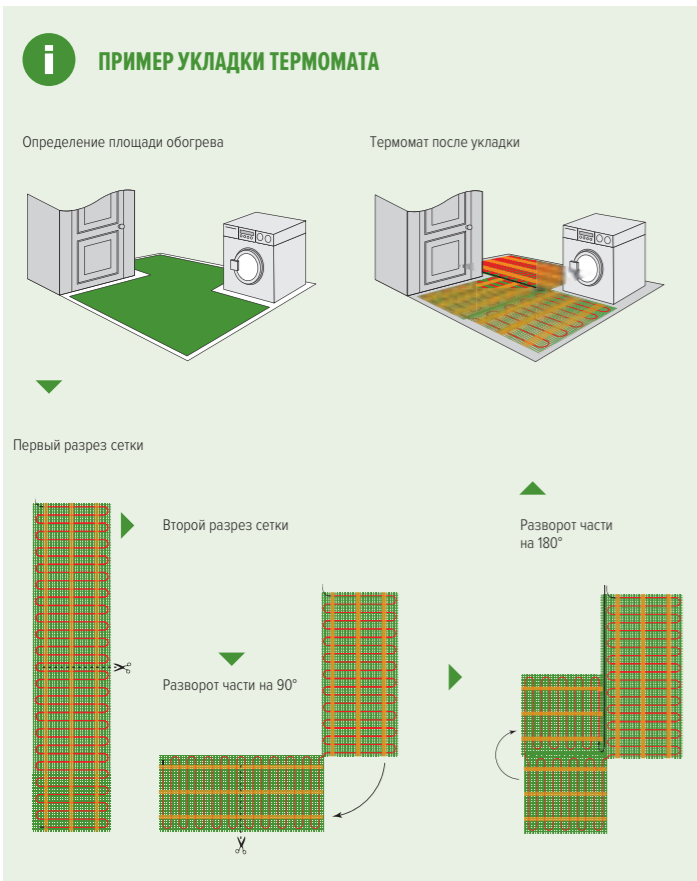 ПРИМЕР УКЛАДКИ ТЕРМОМАТА
Определение площади обогрева
Термомат после укладки
Первый разрез сетки
Второй разрез сетки
Разворот части
на 180°
Разворот части на 90°